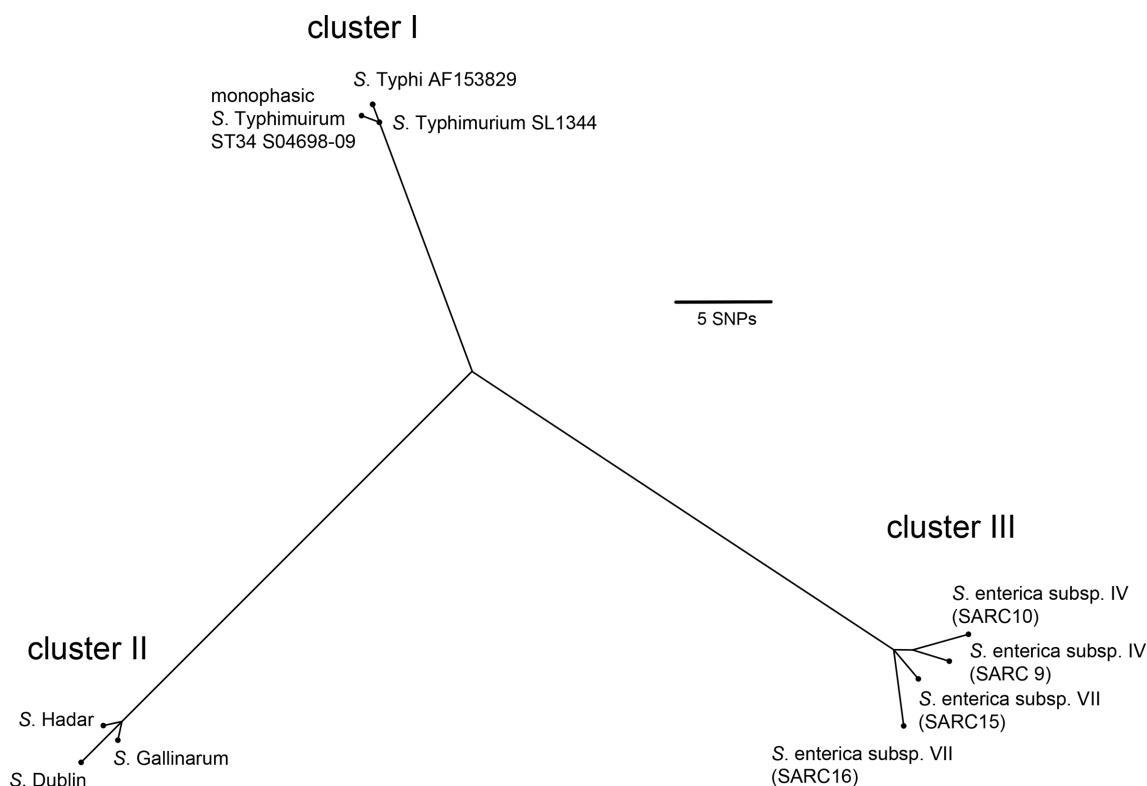 cluster I
S. Typhi AF153829
monophasic
S. Typhimuirum
ST34 S04698-09
S. Typhimurium SL1344
5 SNPs
cluster III
S. enterica subsp. IV
(SARC10)
S. enterica subsp. IV
(SARC 9)
S. enterica subsp. VII
(SARC15)
S. enterica subsp. VII
(SARC16)
cluster II
S. Hadar
S. Gallinarum
S. Dublin